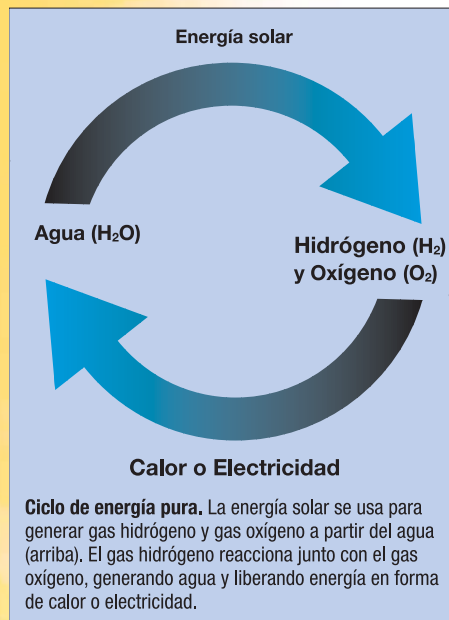 Energía solar
Agua (H₂O)
Hidrógeno (H₂)
y Oxígeno (O₂)
Calor o Electricidad
Ciclo de energía pura. La energía solar se usa para
generar gas hidrógeno y gas oxígeno a partir del agua
(arriba). El gas hidrógeno reacciona junto con el gas
oxígeno, generando agua y liberando energía en forma
de calor o electricidad.